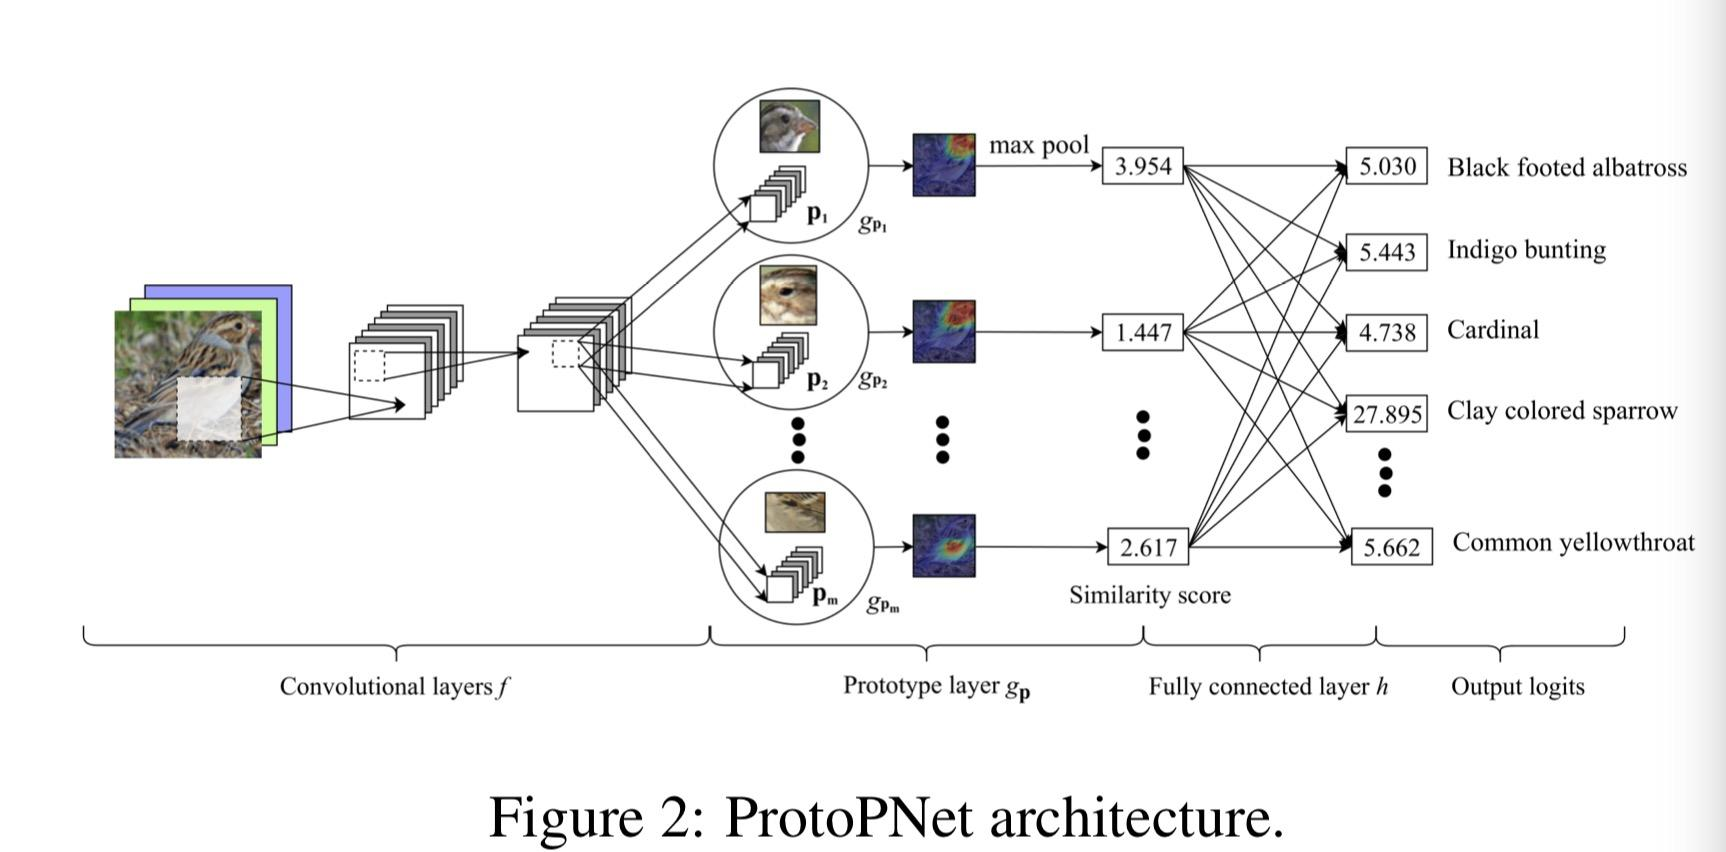 max pool
3.954
5.030
Black footed albatross
p₁
gp₁
5.443
Indigo bunting
1.447
4.738
Cardinal
p₂
gp₂
27.895
Clay colored sparrow
2.617
5.662
Common yellowthroat
pₘ
gpₘ
Similarity score
Convolutional layers f
Prototype layer gp
Fully connected layer h
Output logits
Figure 2: ProtoPNet architecture.